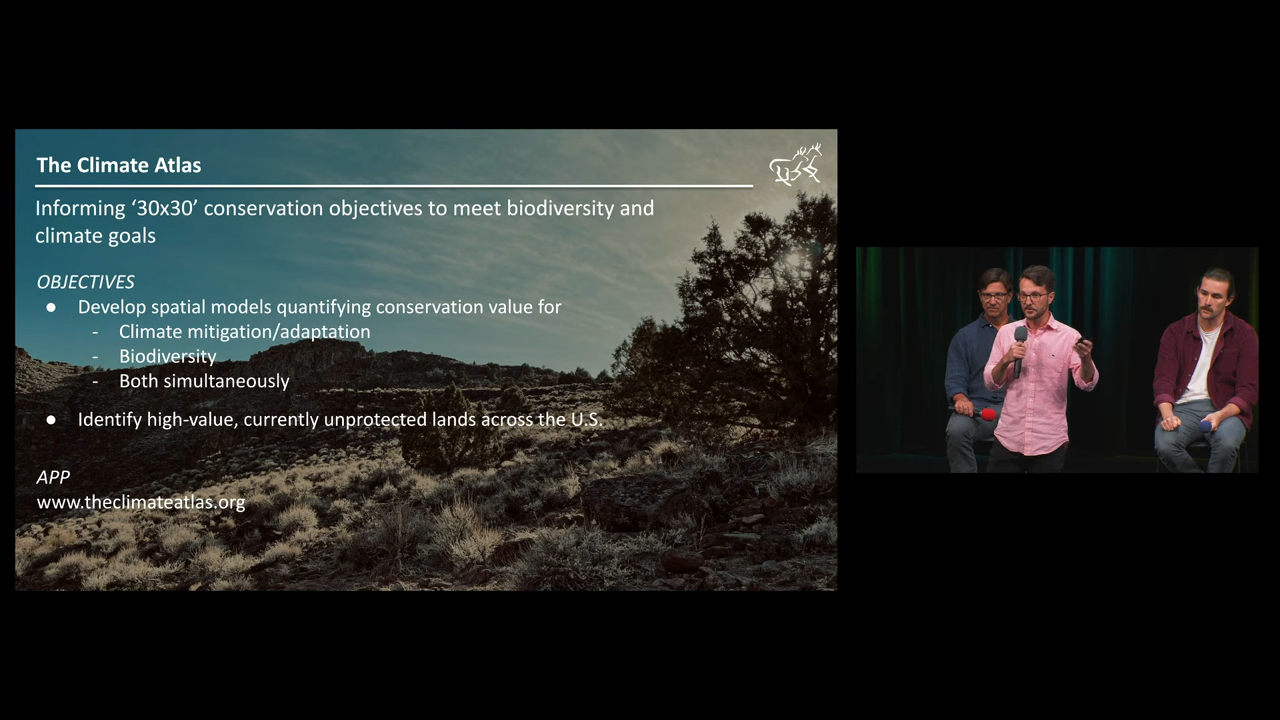 The Climate Atlas
Informing ‘30x30’ conservation objectives to meet biodiversity and
climate goals
OBJECTIVES
● Develop spatial models quantifying conservation value for
- Climate mitigation/adaptation
- Biodiversity
- Both simultaneously
● Identify high-value, currently unprotected lands across the U.S.
APP
www.theclimateatlas.org